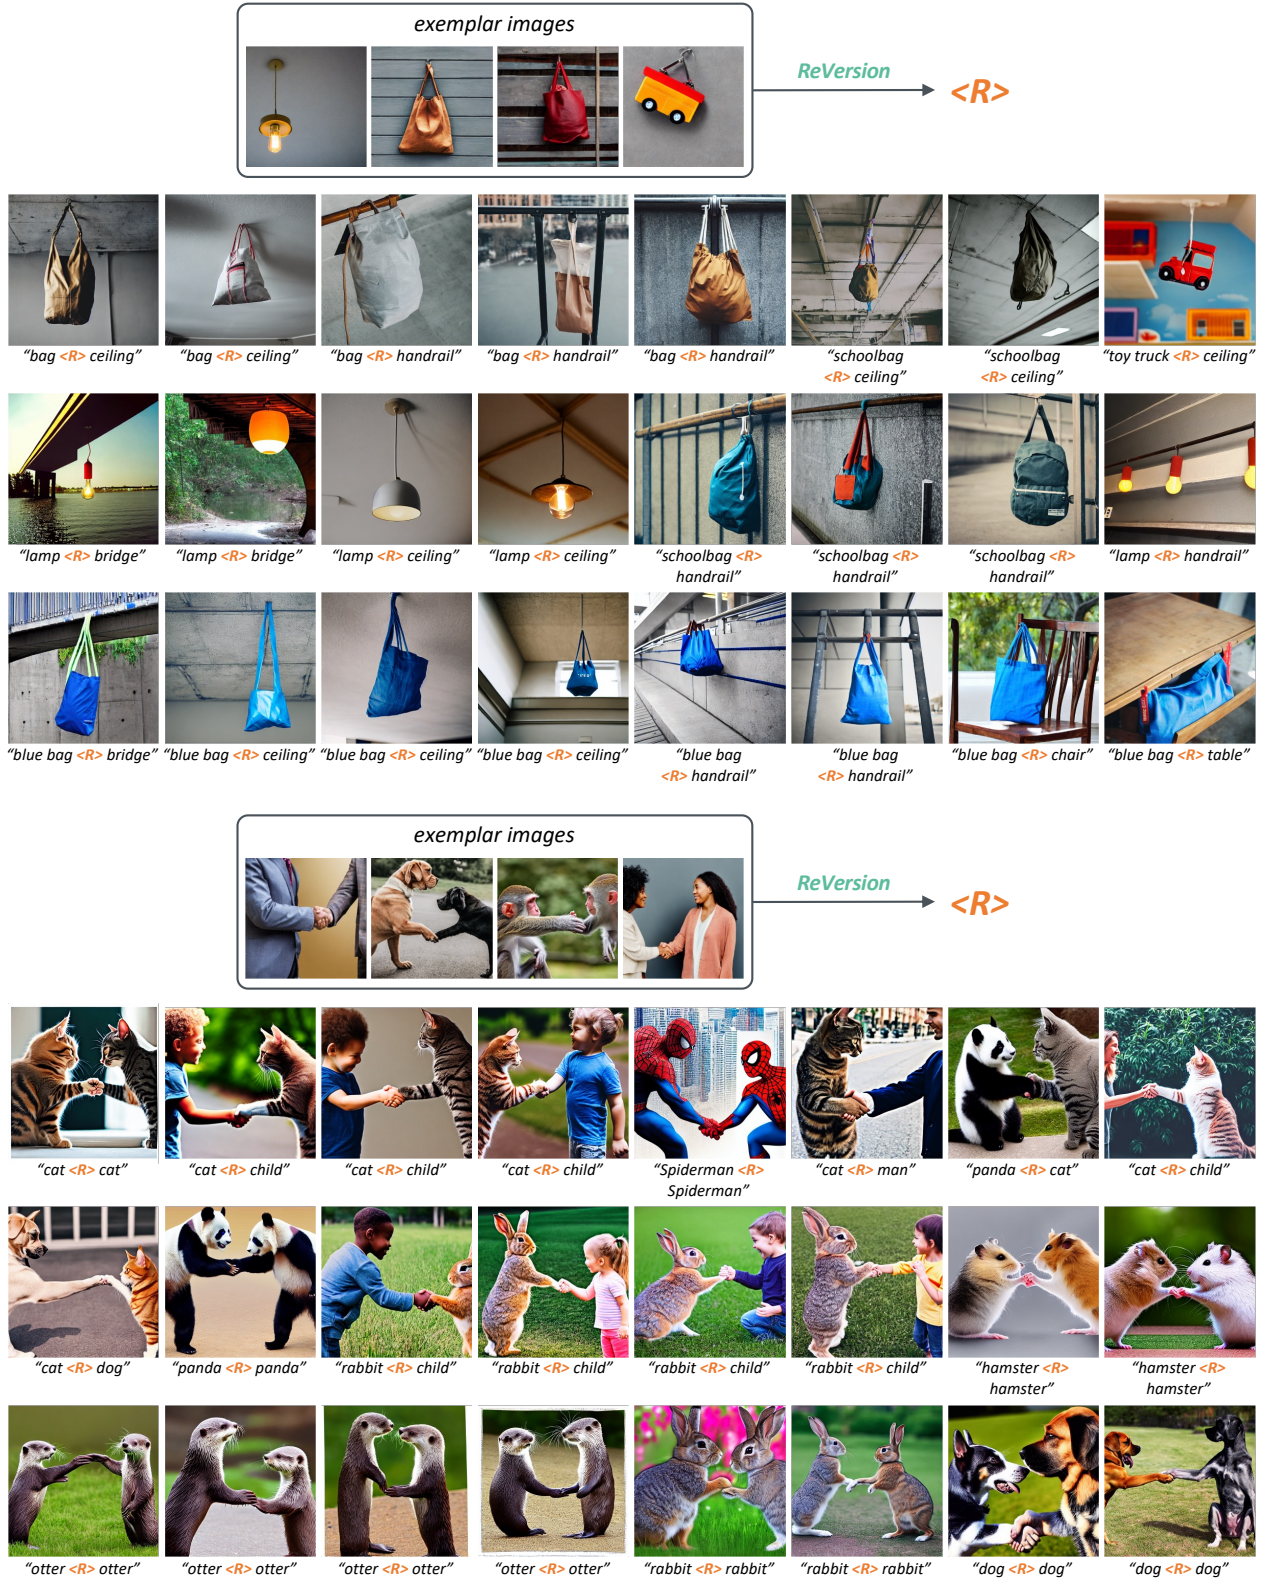 exemplar images
ReVersion
<R>
“bag <R> ceiling”
“bag <R> ceiling”
“bag <R> handrail”
“bag <R> handrail”
“bag <R> handrail”
“schoolbag
<R> ceiling”
“schoolbag
<R> ceiling”
“toy truck <R> ceiling”
“lamp <R> bridge”
“lamp <R> bridge”
“lamp <R> ceiling”
“lamp <R> ceiling”
“schoolbag <R>
handrail”
“schoolbag <R>
handrail”
“schoolbag <R>
handrail”
“lamp <R> handrail”
“blue bag <R> bridge”
“blue bag <R> ceiling”
“blue bag <R> ceiling”
“blue bag <R> ceiling”
“blue bag
<R> handrail”
“blue bag
<R> handrail”
“blue bag <R> chair”
“blue bag <R> table”
exemplar images
ReVersion
<R>
“cat <R> cat”
“cat <R> child”
“cat <R> child”
“cat <R> child”
“Spiderman <R>
Spiderman”
“cat <R> man”
“panda <R> cat”
“cat <R> child”
“cat <R> dog”
“panda <R> panda”
“rabbit <R> child”
“rabbit <R> child”
“rabbit <R> child”
“rabbit <R> child”
“hamster <R>
hamster”
“hamster <R>
hamster”
“otter <R> otter”
“otter <R> otter”
“otter <R> otter”
“otter <R> otter”
“rabbit <R> rabbit”
“rabbit <R> rabbit”
“dog <R> dog”
“dog <R> dog”